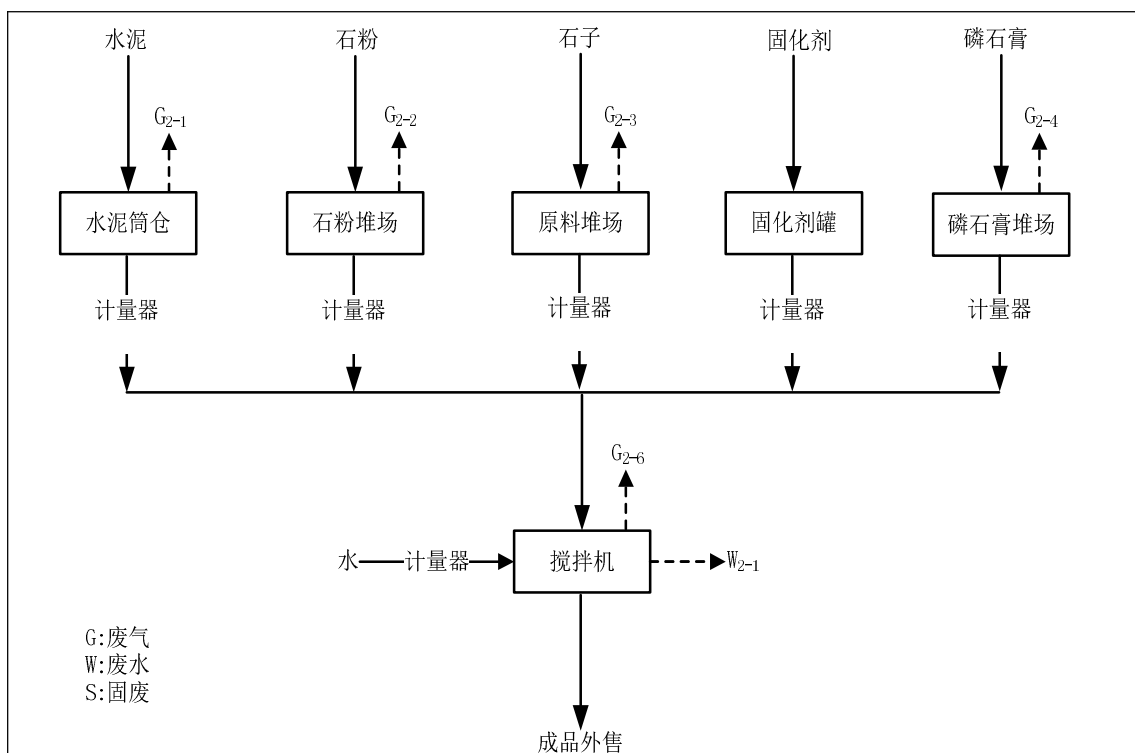 水泥
石粉
石子
固化剂
磷石膏
G2-1
G2-2
G2-3
G2-4
水泥筒仓
石粉堆场
原料堆场
固化剂罐
磷石膏堆场
计量器
计量器
计量器
计量器
计量器
G2-6
水
计量器
搅拌机
W2-1
G:废气
W:废水
S:固废
成品外售